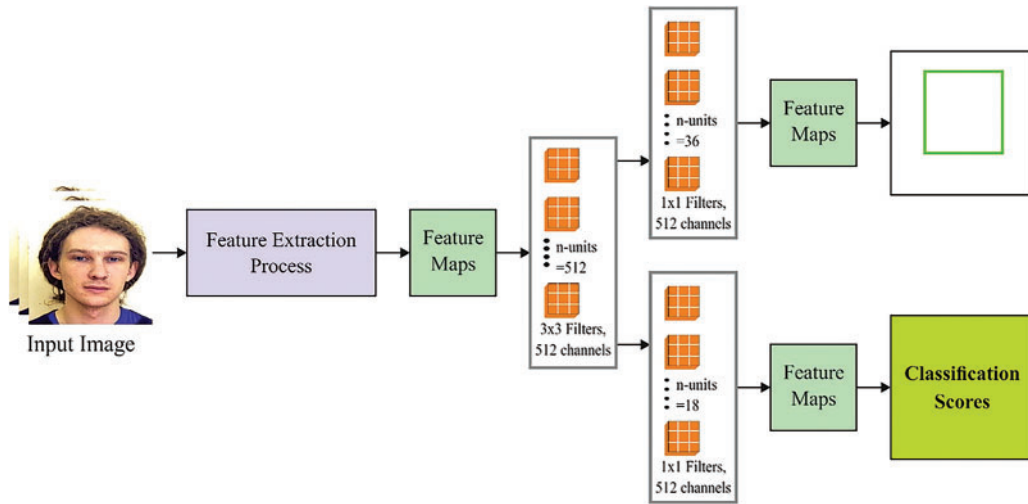 Input Image
Feature Extraction
Process
Feature
Maps
n-units
=512
3x3 Filters,
512 channels
n-units
=36
1x1 Filters,
512 channels
Feature
Maps
n-units
=18
1x1 Filters,
512 channels
Feature
Maps
Classification
Scores